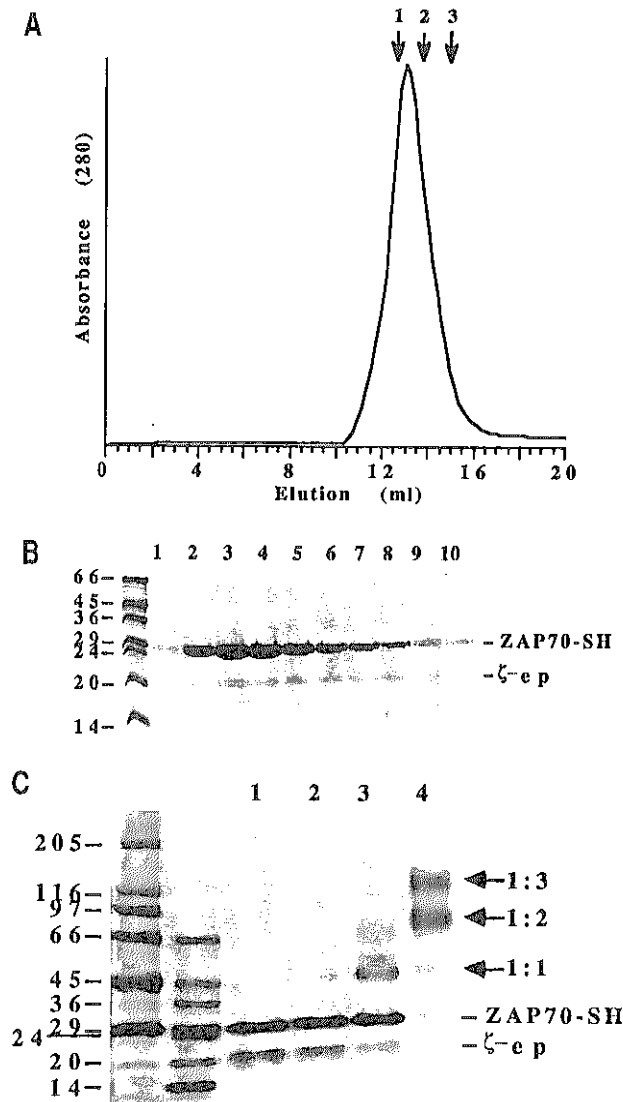 A
1 2 3
Absorbance (280)
0 4 8 12 16 20
Elution (ml)
B
1 2 3 4 5 6 7 8 9 10
66–
45–
36–
29–
24–
20–
14–
–ZAP70-SH
–ζ-ep
C
1 2 3 4
205–
116–
97–
66–
45–
36–
29–
24–
20–
14–
1:3
1:2
1:1
–ZAP70-SH
–ζ-ep